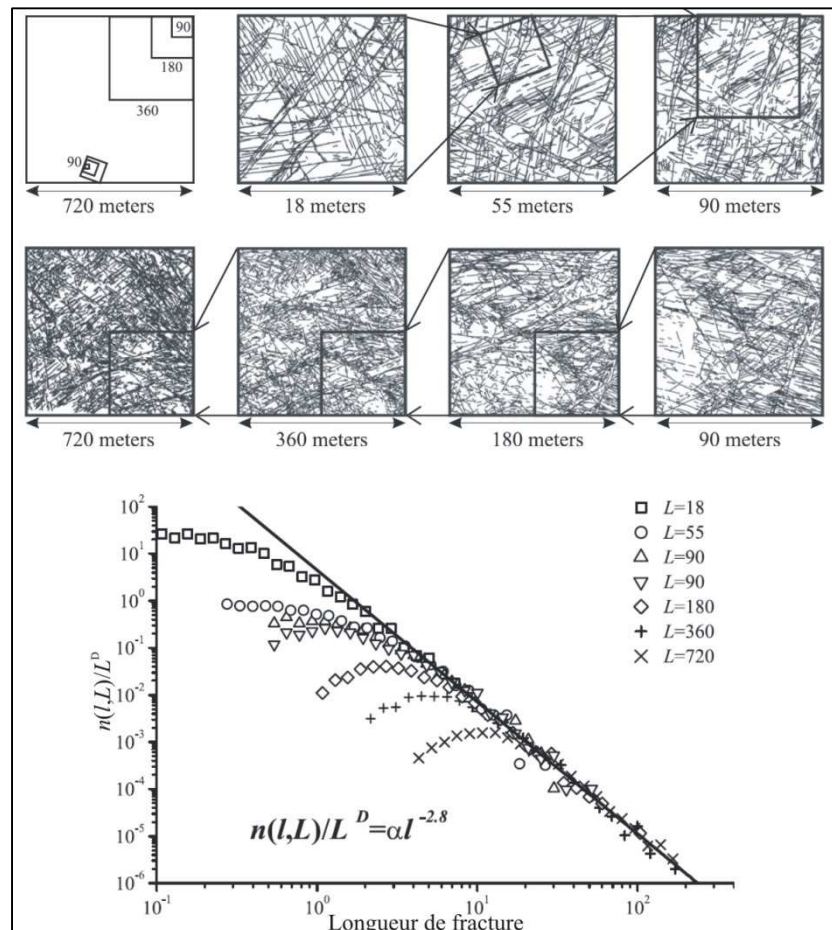 90
180
360
90
720 meters
18 meters
55 meters
90 meters
720 meters
360 meters
180 meters
90 meters
10^2
10^1
10^0
10^-1
10^-2
10^-3
10^-4
10^-5
10^-6
n(l,L)/L^D
L=18
L=55
L=90
L=90
L=180
L=360
L=720
n(l,L)/L^D=αl^-2.8
10^-1
10^0
10^1
10^2
Longueur de fracture